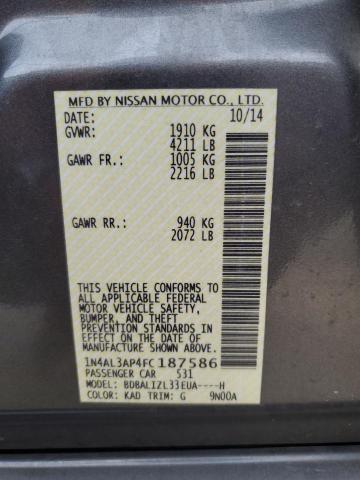 MFD BY NISSAN MOTOR CO., LTD.
DATE: 10/14
GVWR: 1910 KG
4211 LB
GAWR FR.: 1005 KG
2216 LB
GAWR RR.: 940 KG
2072 LB
THIS VEHICLE CONFORMS TO
ALL APPLICABLE FEDERAL
MOTOR VEHICLE SAFETY,
BUMPER, AND THEFT
PREVENTION STANDARDS
IN EFFECT ON THE DATE OF
MANUFACTURE SHOWN ABOVE.
1N4AL3AP4FC187586
PASSENGER CAR 531
MODEL: BDBALIZL33EUA----H
COLOR: KAD TRIM: G 9N00A